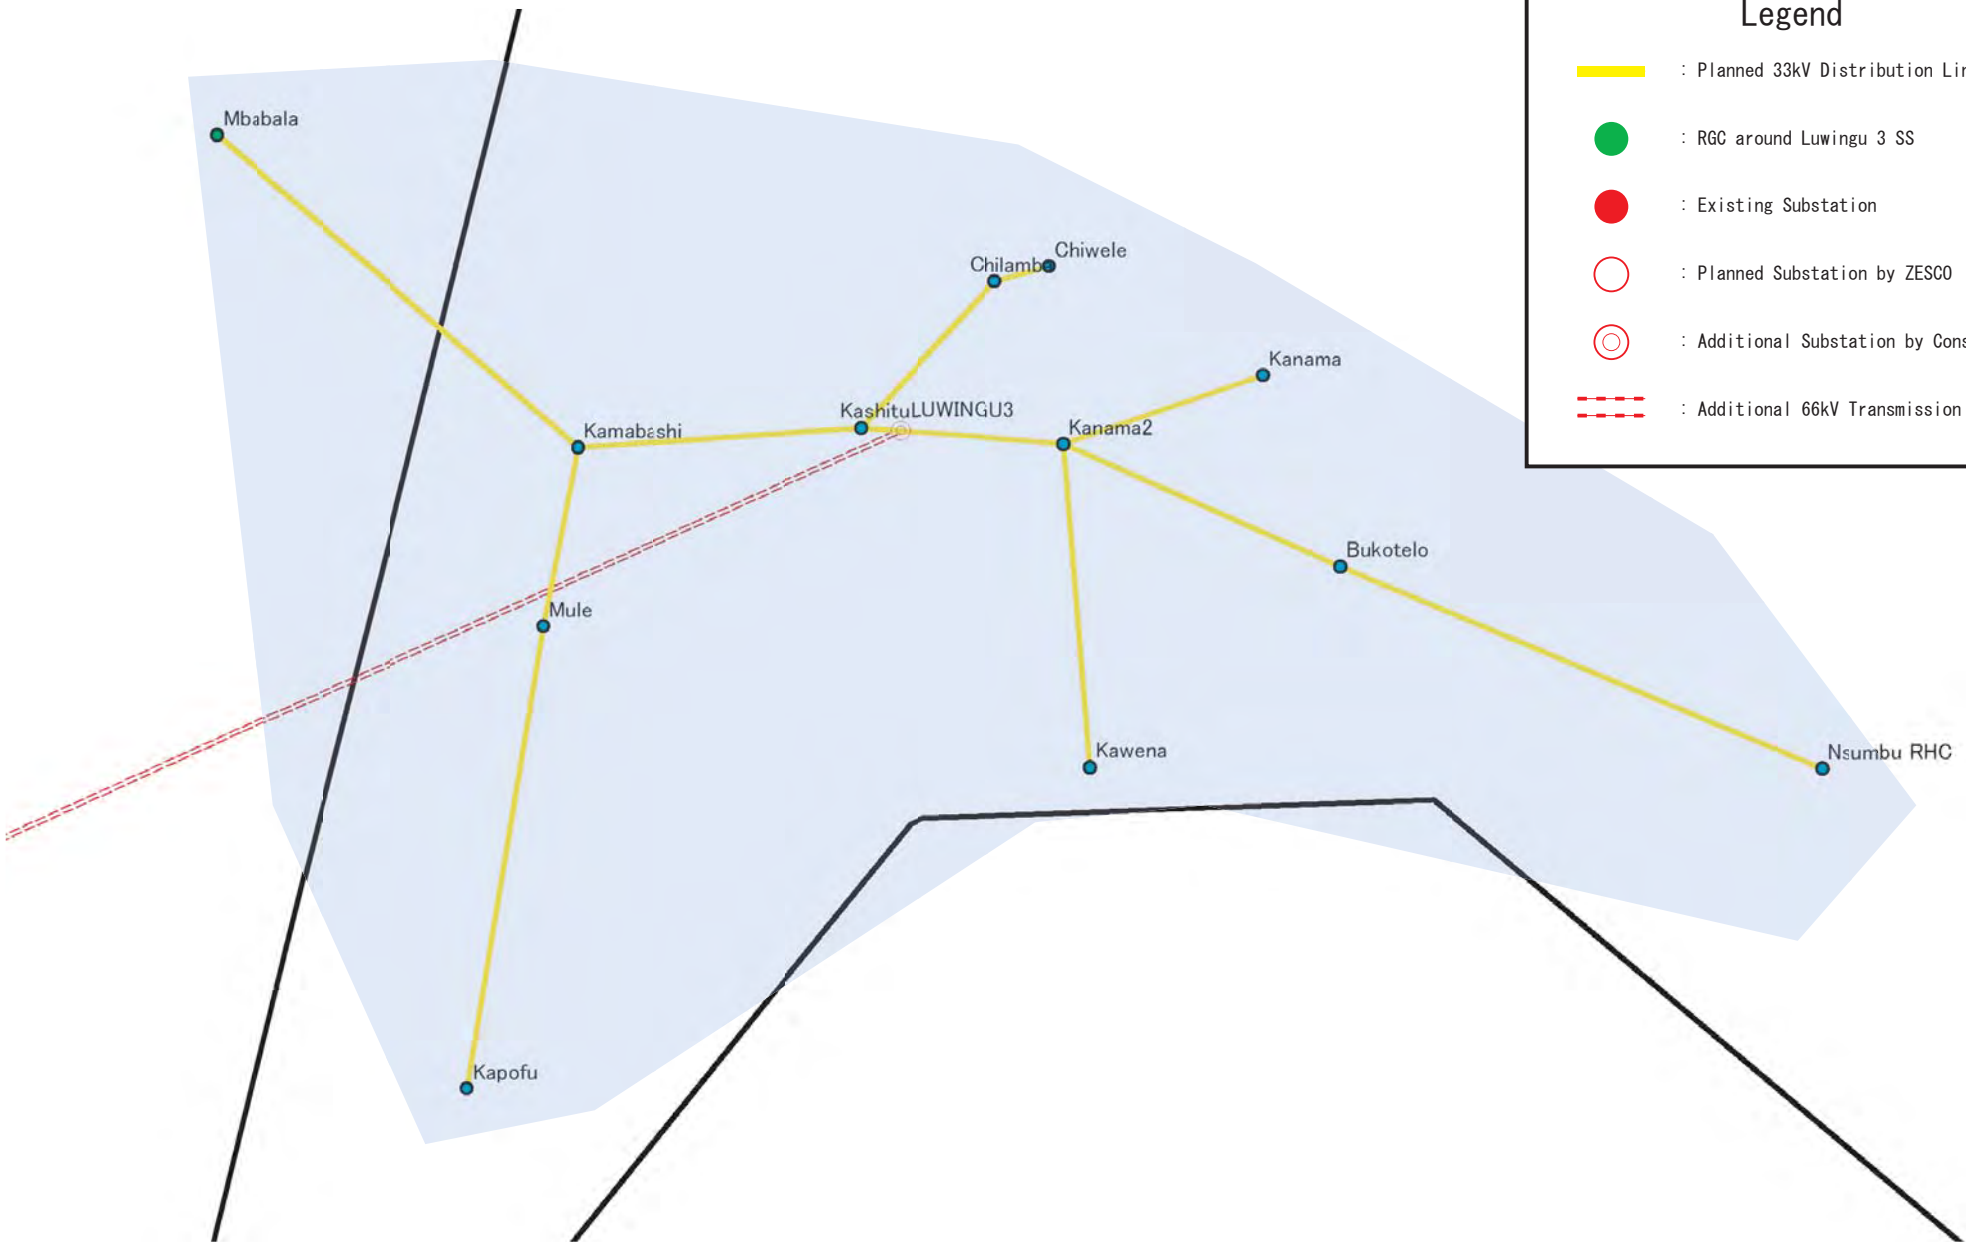 Legend
: Planned 33kV Distribution Lin
: RGC around Luwingu 3 SS
: Existing Substation
: Planned Substation by ZESCO
: Additional Substation by Cons
: Additional 66kV Transmission
Mbabala
Chiwele
Chilambo
Kanama
KashituLUWINGU3
Kamabashi
Kanama2
Bukotelo
Mule
Kawena
Nsumbu RHC
Kapofu